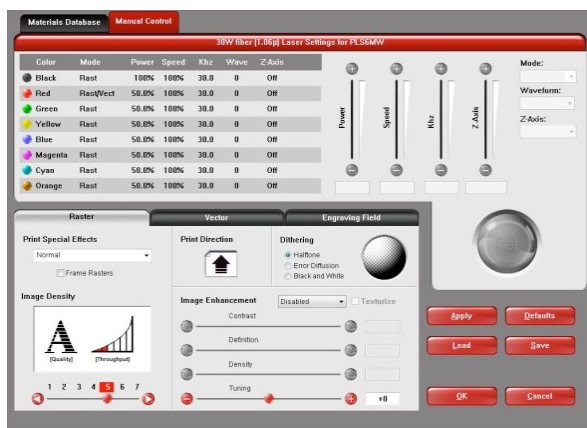 Materials Database Manual Control
30W fiber [1.06µ] Laser Settings for PLS6MW
Color Mode Power Speed Khz Wave Z-Axis
Black Rast 100% 100% 30.0 0 Off
Red Rast/Vect 50.0% 100% 30.0 0 Off
Green Rast 50.0% 100% 30.0 0 Off
Yellow Rast 50.0% 100% 30.0 0 Off
Blue Rast 50.0% 100% 30.0 0 Off
Magenta Rast 50.0% 100% 30.0 0 Off
Cyan Rast 50.0% 100% 30.0 0 Off
Orange Rast 50.0% 100% 30.0 0 Off
Power
Speed
Khz
Z-Axis
Mode:
Waveform:
Z-Axis:
Set
Raster Vector Engraving Field
Print Special Effects
Normal
Frame Rasters
Print Direction
Dithering
Halftone
Error Diffusion
Black and White
Image Density
A
[Quality] [Throughput]
1 2 3 4 5 6 7
Image Enhancement Disabled Texturize
Contrast
Definition
Density
Tuning
+0
Apply Defaults
Load Save
OK Cancel